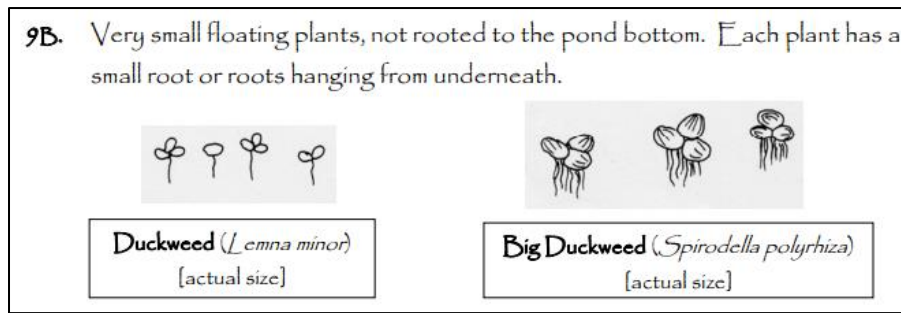 9B. Very small floating plants, not rooted to the pond bottom. Each plant has a
small root or roots hanging from underneath.
Duckweed (Lemna minor)
[actual size]
Big Duckweed (Spirodella polyrhiza)
[actual size]